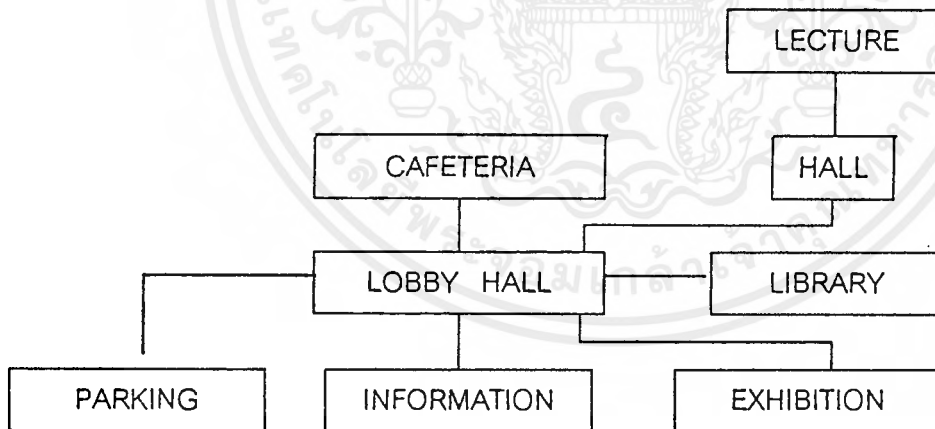 LECTURE
CAFETERIA
HALL
LOBBY HALL
LIBRARY
PARKING
INFORMATION
EXHIBITION